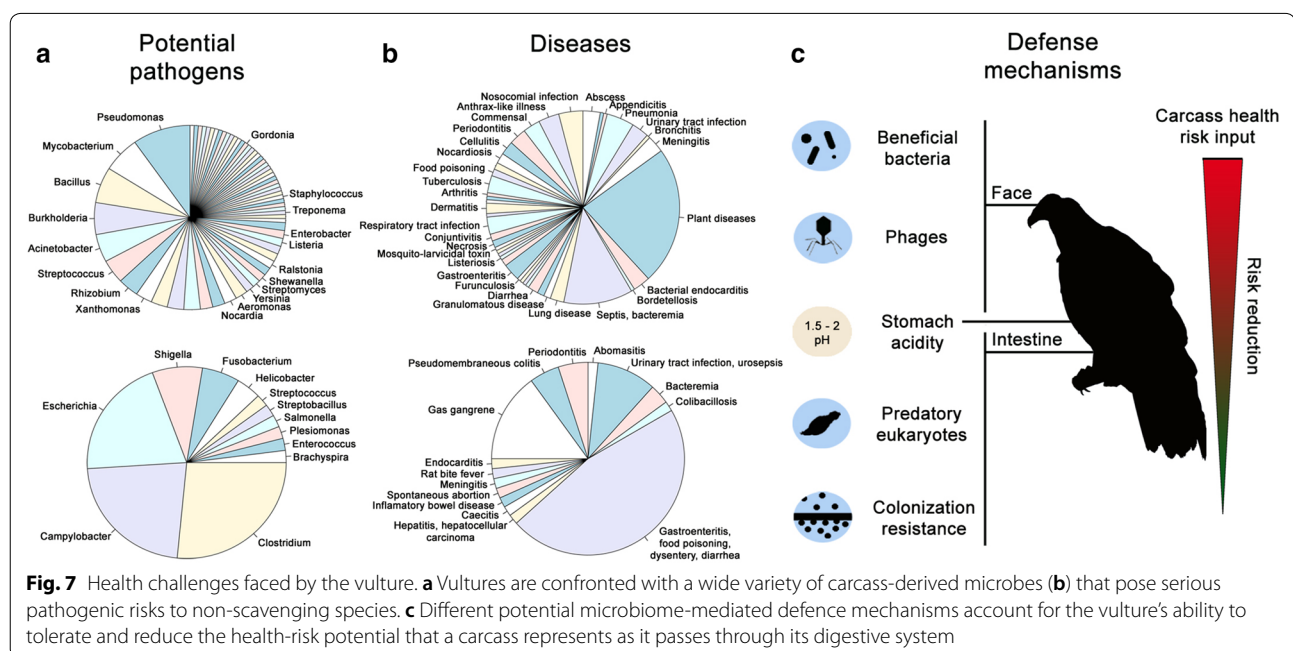 a
Potential
pathogens
Pseudomonas
Gordonia
Mycobacterium
Bacillus
Staphylococcus
Treponema
Burkholderia
Enterobacter
Listeria
Acinetobacter
Ralstonia
Streptococcus
Shewanella
Streptomyces
Rhizobium
Yersinia
Xanthomonas
Aeromonas
Nocardia
Shigella
Fusobacterium
Helicobacter
Streptococcus
Escherichia
Streptobacillus
Salmonella
Plesiomonas
Enterococcus
Brachyspira
Campylobacter
Clostridium
b
Diseases
Nosocomial infection
Abscess
Anthrax-like illness
Appendicitis
Commensal
Pneumonia
Periodontitis
Urinary tract infection
Cellulitis
Bronchitis
Nocardiosis
Meningitis
Food poisoning
Tuberculosis
Arthritis
Dermatitis
Plant diseases
Respiratory tract infection
Conjuntivitis
Necrosis
Mosquito-larvicidal toxin
Listeriosis
Gastroenteritis
Furunculosis
Bacterial endocarditis
Diarrhea
Bordetellosis
Granulomatous disease
Lung disease
Septis, bacteremia
Periodontitis
Abomasitis
Pseudomembraneous colitis
Urinary tract infection, urosepsis
Bacteremia
Gas gangrene
Colibacillosis
Endocarditis
Rat bite fever
Meningitis
Spontaneous abortion
Inflamatory bowel disease
Caecitis
Hepatitis, hepatocellular
carcinoma
Gastroenteritis,
food poisoning,
dysentery, diarrhea
c
Defense
mechanisms
Beneficial
bacteria
Phages
1.5 - 2
pH
Stomach
acidity
Predatory
eukaryotes
Colonization
resistance
Face
Intestine
Carcass health
risk input
Risk reduction
Fig. 7 Health challenges faced by the vulture. a Vultures are confronted with a wide variety of carcass-derived microbes (b) that pose serious
pathogenic risks to non-scavenging species. c Different potential microbiome-mediated defence mechanisms account for the vulture's ability to
tolerate and reduce the health-risk potential that a carcass represents as it passes through its digestive system